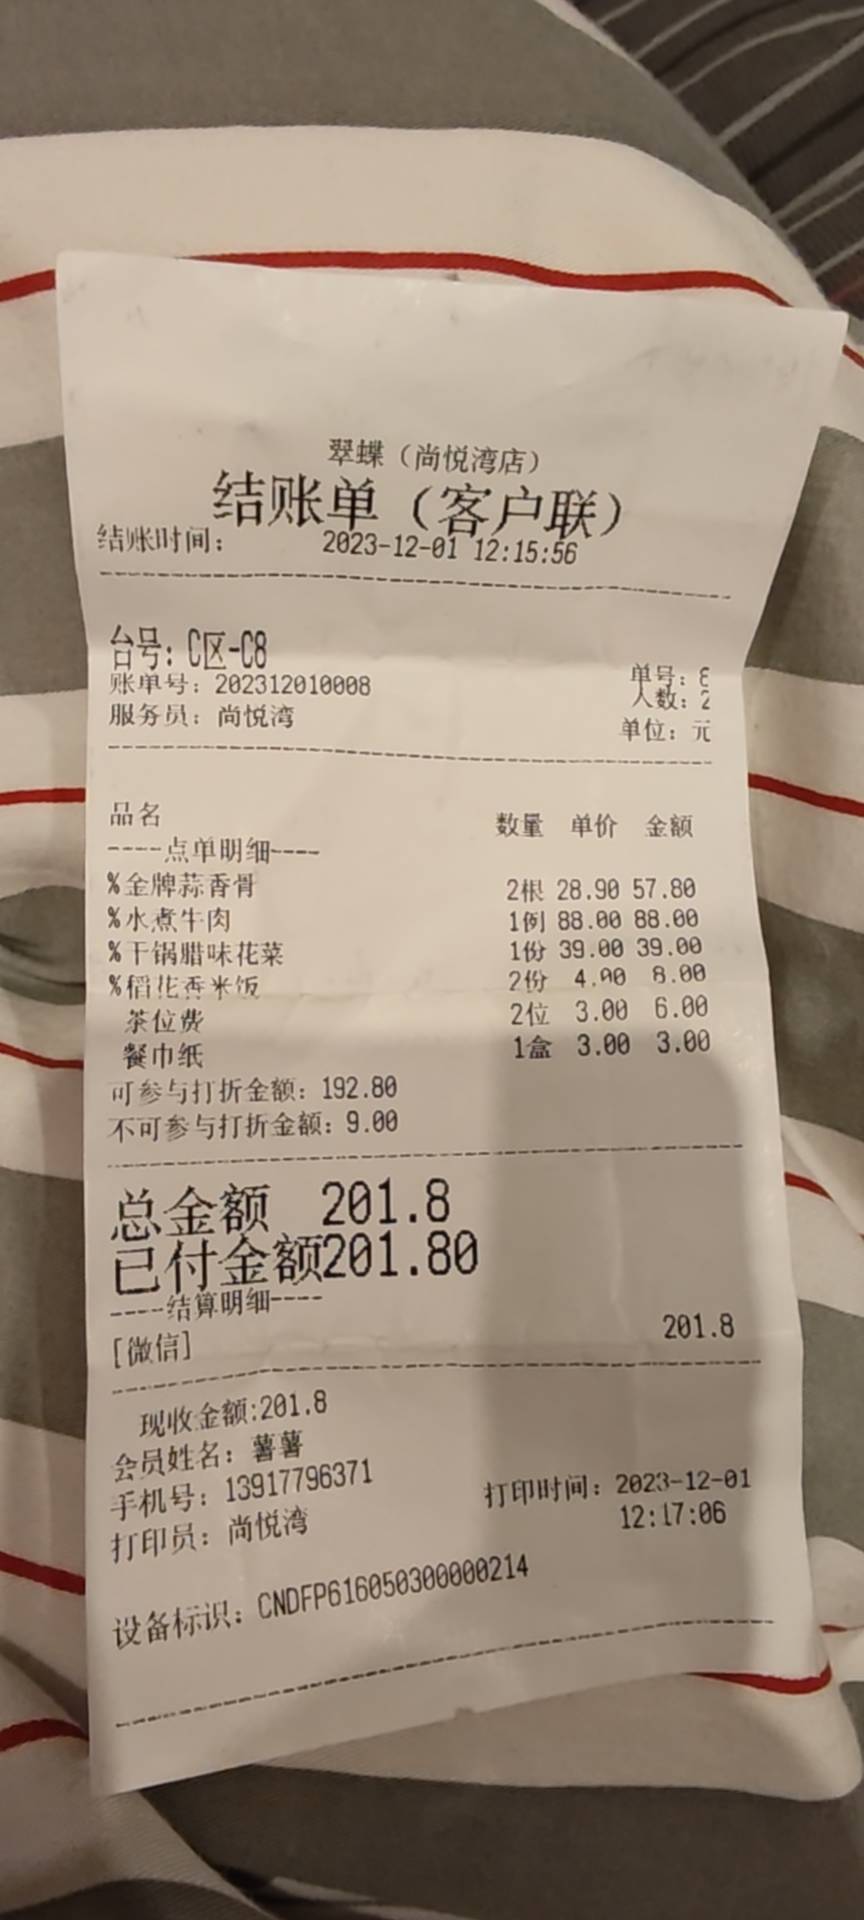 翠蝶（尚悦湾店）
结账单（客户联）
结账时间： 2023-12-01 12:15:56
台号：C区-C8
单号：8
账单号：202312010008
人数：2
服务员：尚悦湾
单位：元
品名 数量 单价 金额
----点单明细----
%金牌蒜香骨 2根 28.90 57.80
%水煮牛肉 1例 88.00 88.00
%干锅腊味花菜 1份 39.00 39.00
%稻花香米饭 2份 4.00 8.00
茶位费 2位 3.00 6.00
餐巾纸 1盒 3.00 3.00
可参与打折金额：192.80
不可参与打折金额：9.00
总金额 201.8
已付金额201.80
----结算明细----
[微信] 201.8
现收金额:201.8
会员姓名：薯薯
手机号：13917796371
打印员：尚悦湾
打印时间：2023-12-01
12:17:06
设备标识：CNDFP616050300000214